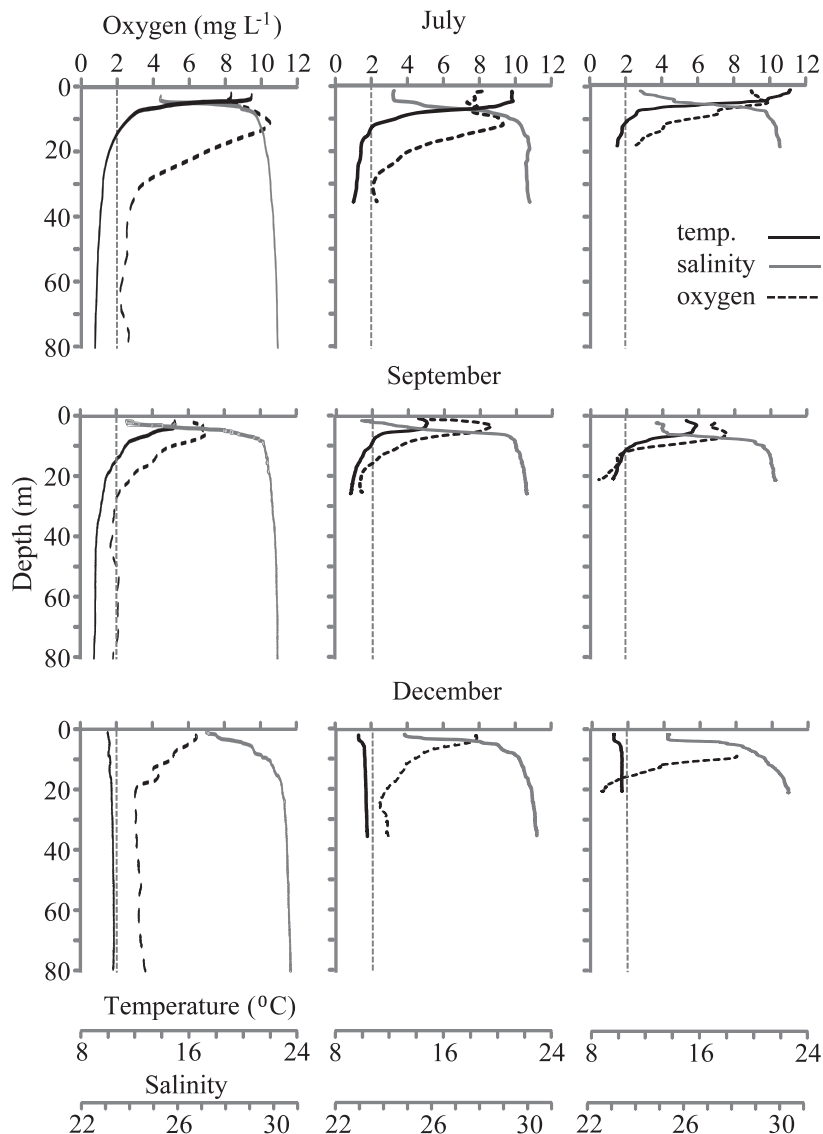 Oxygen (mg L-1)
July
0 2 4 6 8 10 12 0 2 4 6 8 10 12 0 2 4 6 8 10 12
0
20
40
60
80
temp.
salinity
oxygen
September
0
20
40
60
80
Depth (m)
December
0
20
40
60
80
Temperature (⁰C)
8 16 24 8 16 24 8 16 24
Salinity
22 26 30 22 26 30 22 26 30